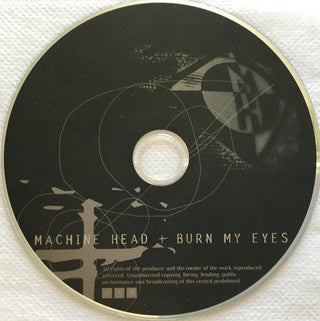 MACHINE HEAD + BURN MY EYES
All rights of the producer and the owner of the work reproduced
reserved. Unauthorized copying, hiring, lending, public
performance and broadcasting of this record prohibited